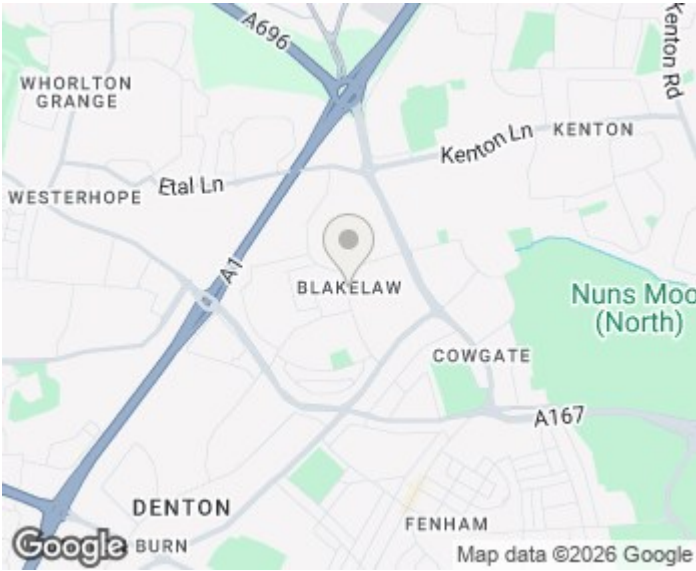 A696
Kenton Rd
WHORLTON
GRANGE
Kenton Ln
KENTON
Etal Ln
WESTERHOPE
A1
BLAKELAW
Nuns Moo
(North)
COWGATE
A167
DENTON
FENHAM
BURN
Google
Map data ©2026 Google